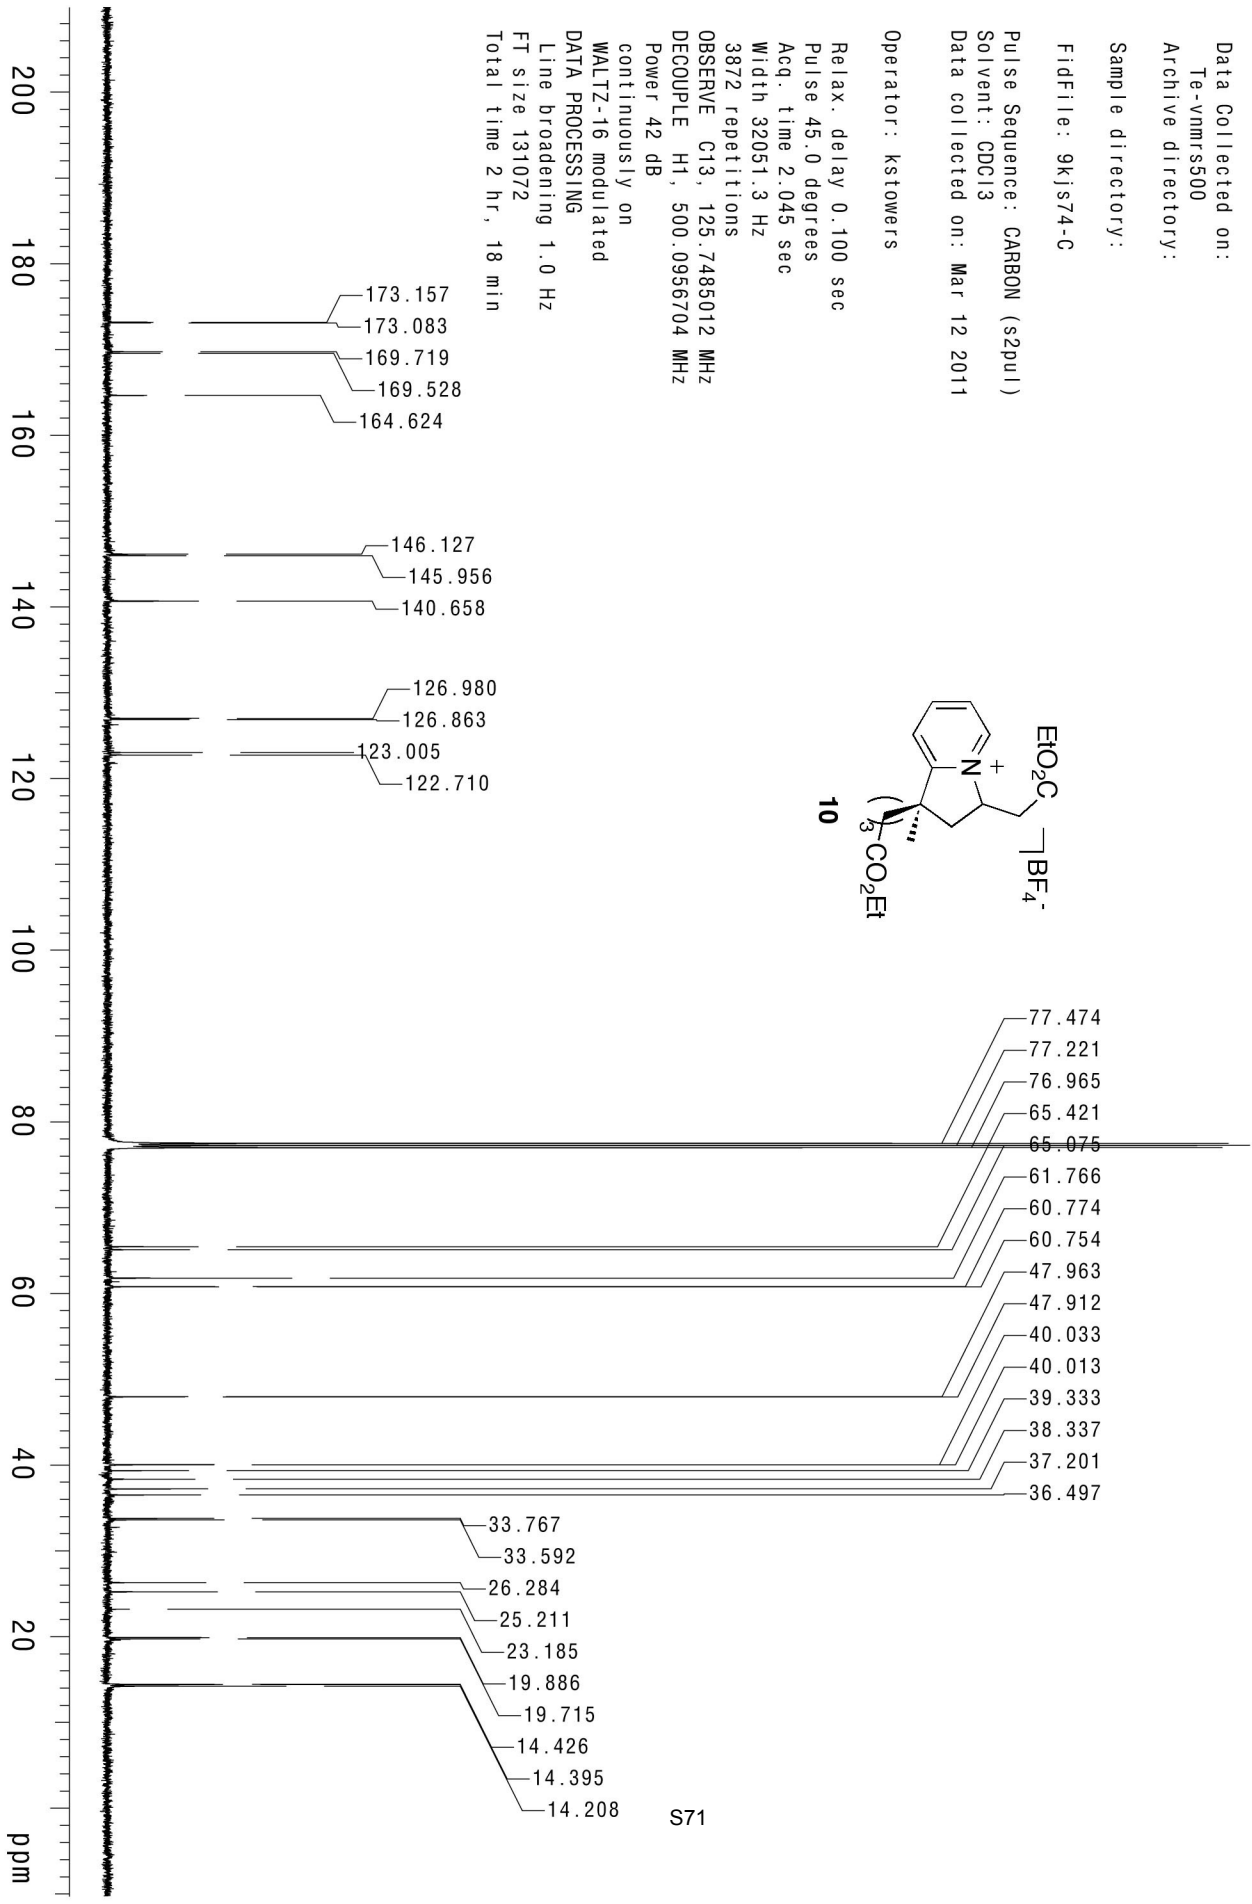 Data Collected on:
Te-vnmrs500
Archive directory:
Sample directory:
FidFile: 9kjs74-C
Pulse Sequence: CARBON (s2pul)
Solvent: CDCl3
Data collected on: Mar 12 2011
Operator: kstowers
Relax. delay 0.100 sec
Pulse 45.0 degrees
Acq. time 2.045 sec
Width 32051.3 Hz
3872 repetitions
OBSERVE C13, 125.7485012 MHz
DECOUPLE H1, 500.0956704 MHz
Power 42 dB
continuously on
WALTZ-16 modulated
DATA PROCESSING
Line broadening 1.0 Hz
FT size 131072
Total time 2 hr, 18 min
EtO2C
BF4-
N +
( )3 CO2Et
10
173.157
173.083
169.719
169.528
164.624
146.127
145.956
140.658
126.980
126.863
123.005
122.710
77.474
77.221
76.965
65.421
65.075
61.766
60.774
60.754
47.963
47.912
40.033
40.013
39.333
38.337
37.201
36.497
33.767
33.592
26.284
25.211
23.185
19.886
19.715
14.426
14.395
14.208
200 180 160 140 120 100 80 60 40 20 ppm
S71